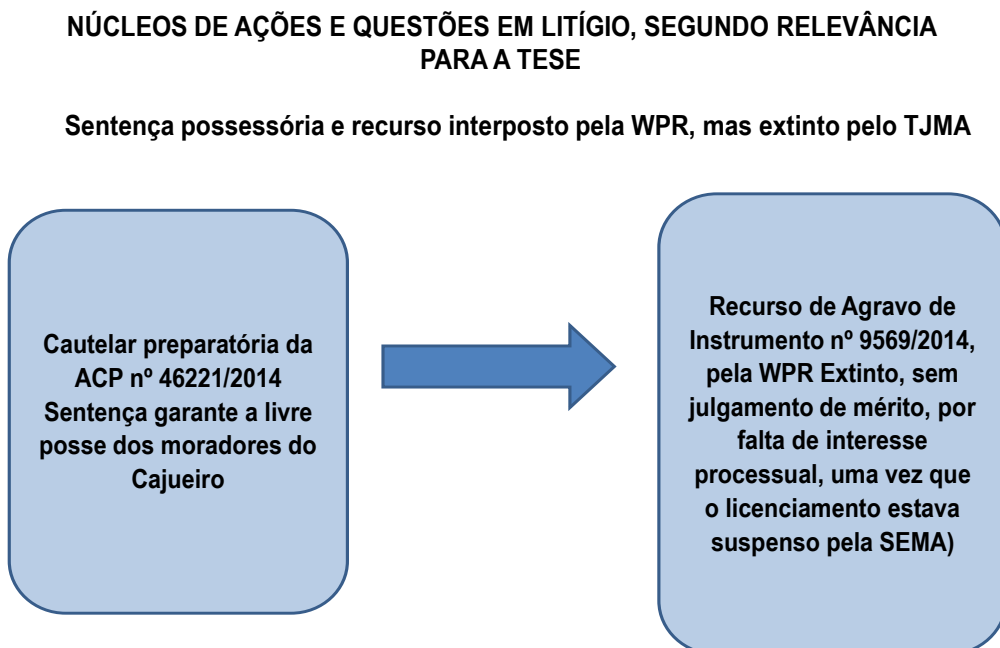 NÚCLEOS DE AÇÕES E QUESTÕES EM LITÍGIO, SEGUNDO RELEVÂNCIA
PARA A TESE
Sentença possessória e recurso interposto pela WPR, mas extinto pelo TJMA
Cautelar preparatória da
ACP nº 46221/2014
Sentença garante a livre
posse dos moradores do
Cajueiro
Recurso de Agravo de
Instrumento nº 9569/2014,
pela WPR Extinto, sem
julgamento de mérito, por
falta de interesse
processual, uma vez que
o licenciamento estava
suspenso pela SEMA)